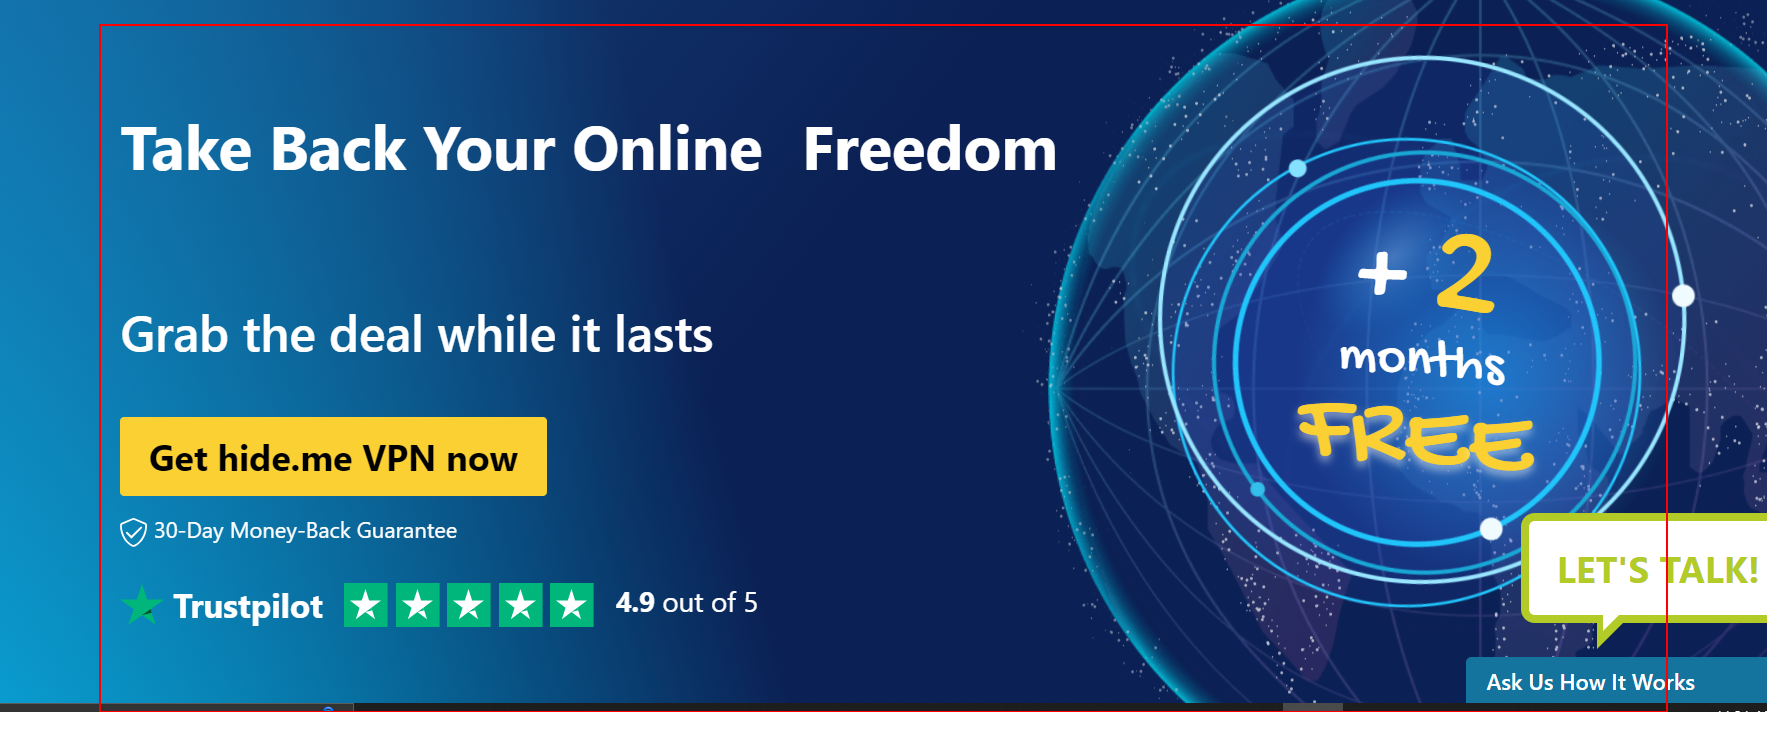 Take Back Your Online Freedom
Grab the deal while it lasts
Get hide.me VPN now
30-Day Money-Back Guarantee
Trustpilot 4.9 out of 5
+ 2
months
FREE
LET'S TALK!
Ask Us How It Works